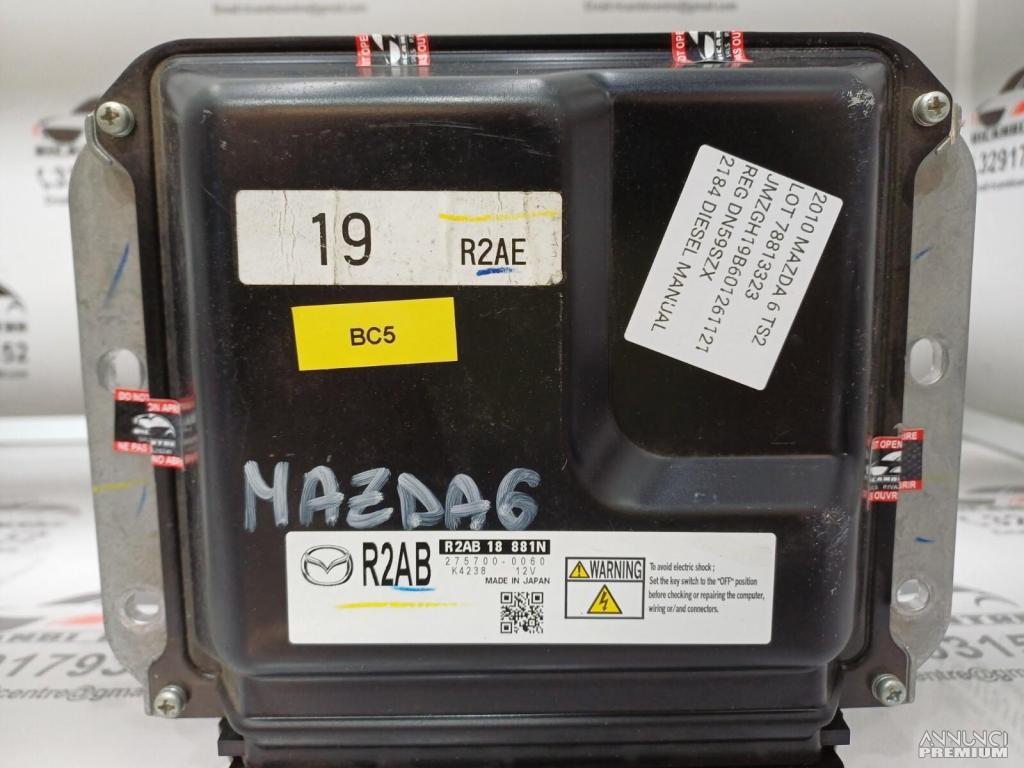 19
R2AE
BC5
2010 MAZDA 6 TS2
LOT 78813323
JMZGH19B601261121
REG DN59SZX
2184 DIESEL MANUAL
MAZDA6
R2AB
R2AB 18 881N
275700-0060
K4238 12V
MADE IN JAPAN
WARNING
To avoid electric shock ;
Set the key switch to the "OFF" position
before checking or repairing the computer,
wiring or/and connectors.
ANNUNCI
PREMIUM